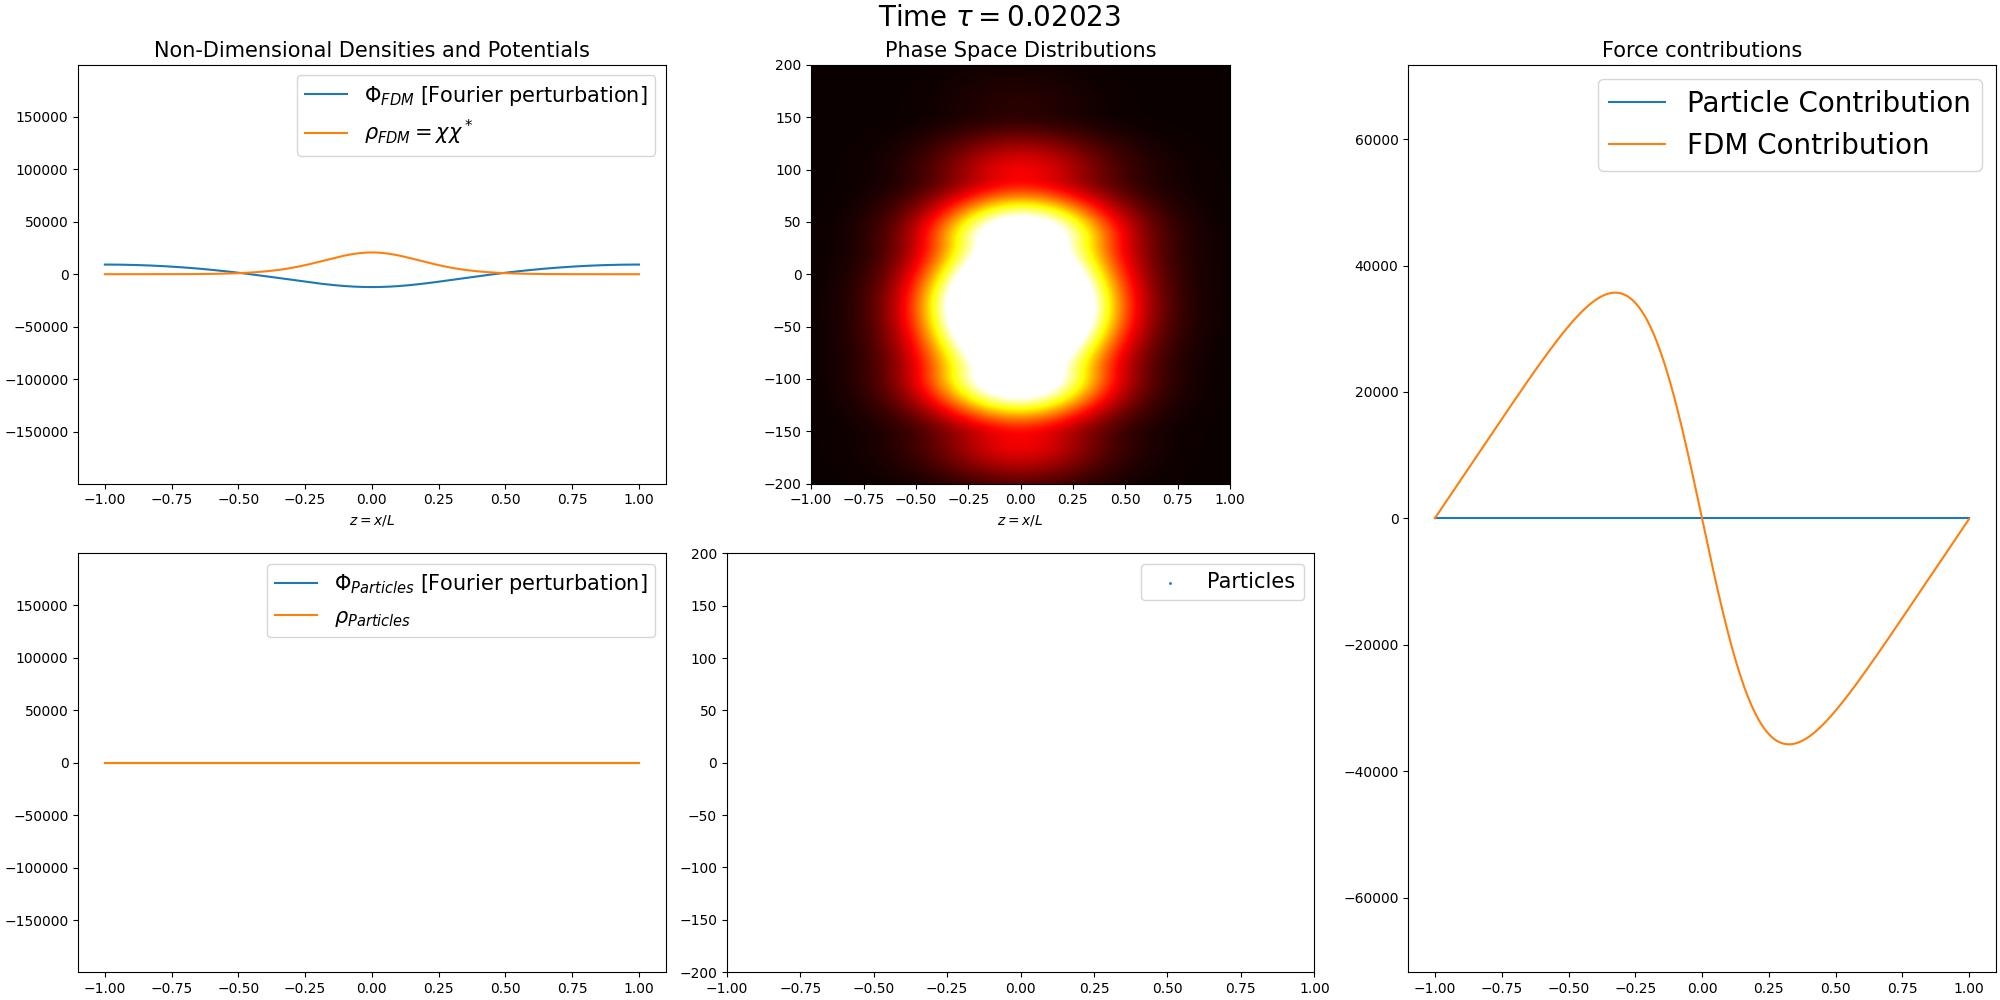 Time τ = 0.02023
Non-Dimensional Densities and Potentials
Φ_FDM [Fourier perturbation]
ρ_FDM = χχ*
150000
100000
50000
0
−50000
−100000
−150000
−1.00 −0.75 −0.50 −0.25 0.00 0.25 0.50 0.75 1.00
z = x/L
Phase Space Distributions
200
150
100
50
0
−50
−100
−150
−200
−1.00 −0.75 −0.50 −0.25 0.00 0.25 0.50 0.75 1.00
z = x/L
Force contributions
Particle Contribution
FDM Contribution
60000
40000
20000
0
−20000
−40000
−60000
−1.00 −0.75 −0.50 −0.25 0.00 0.25 0.50 0.75 1.00
Φ_Particles [Fourier perturbation]
ρ_Particles
150000
100000
50000
0
−50000
−100000
−150000
−1.00 −0.75 −0.50 −0.25 0.00 0.25 0.50 0.75 1.00
Particles
200
150
100
50
0
−50
−100
−150
−200
−1.00 −0.75 −0.50 −0.25 0.00 0.25 0.50 0.75 1.00